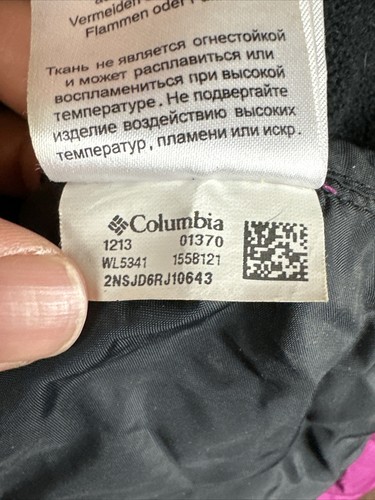 Vermeiden
Flammen oder
Ткань не является огнестойкой
и может расплавиться или
воспламениться при высокой
температуре. Не подвергайте
изделие воздействию высоких
температур, пламени или искр.
Columbia
1213 01370
WL5341 1558121
2NSJD6RJ10643